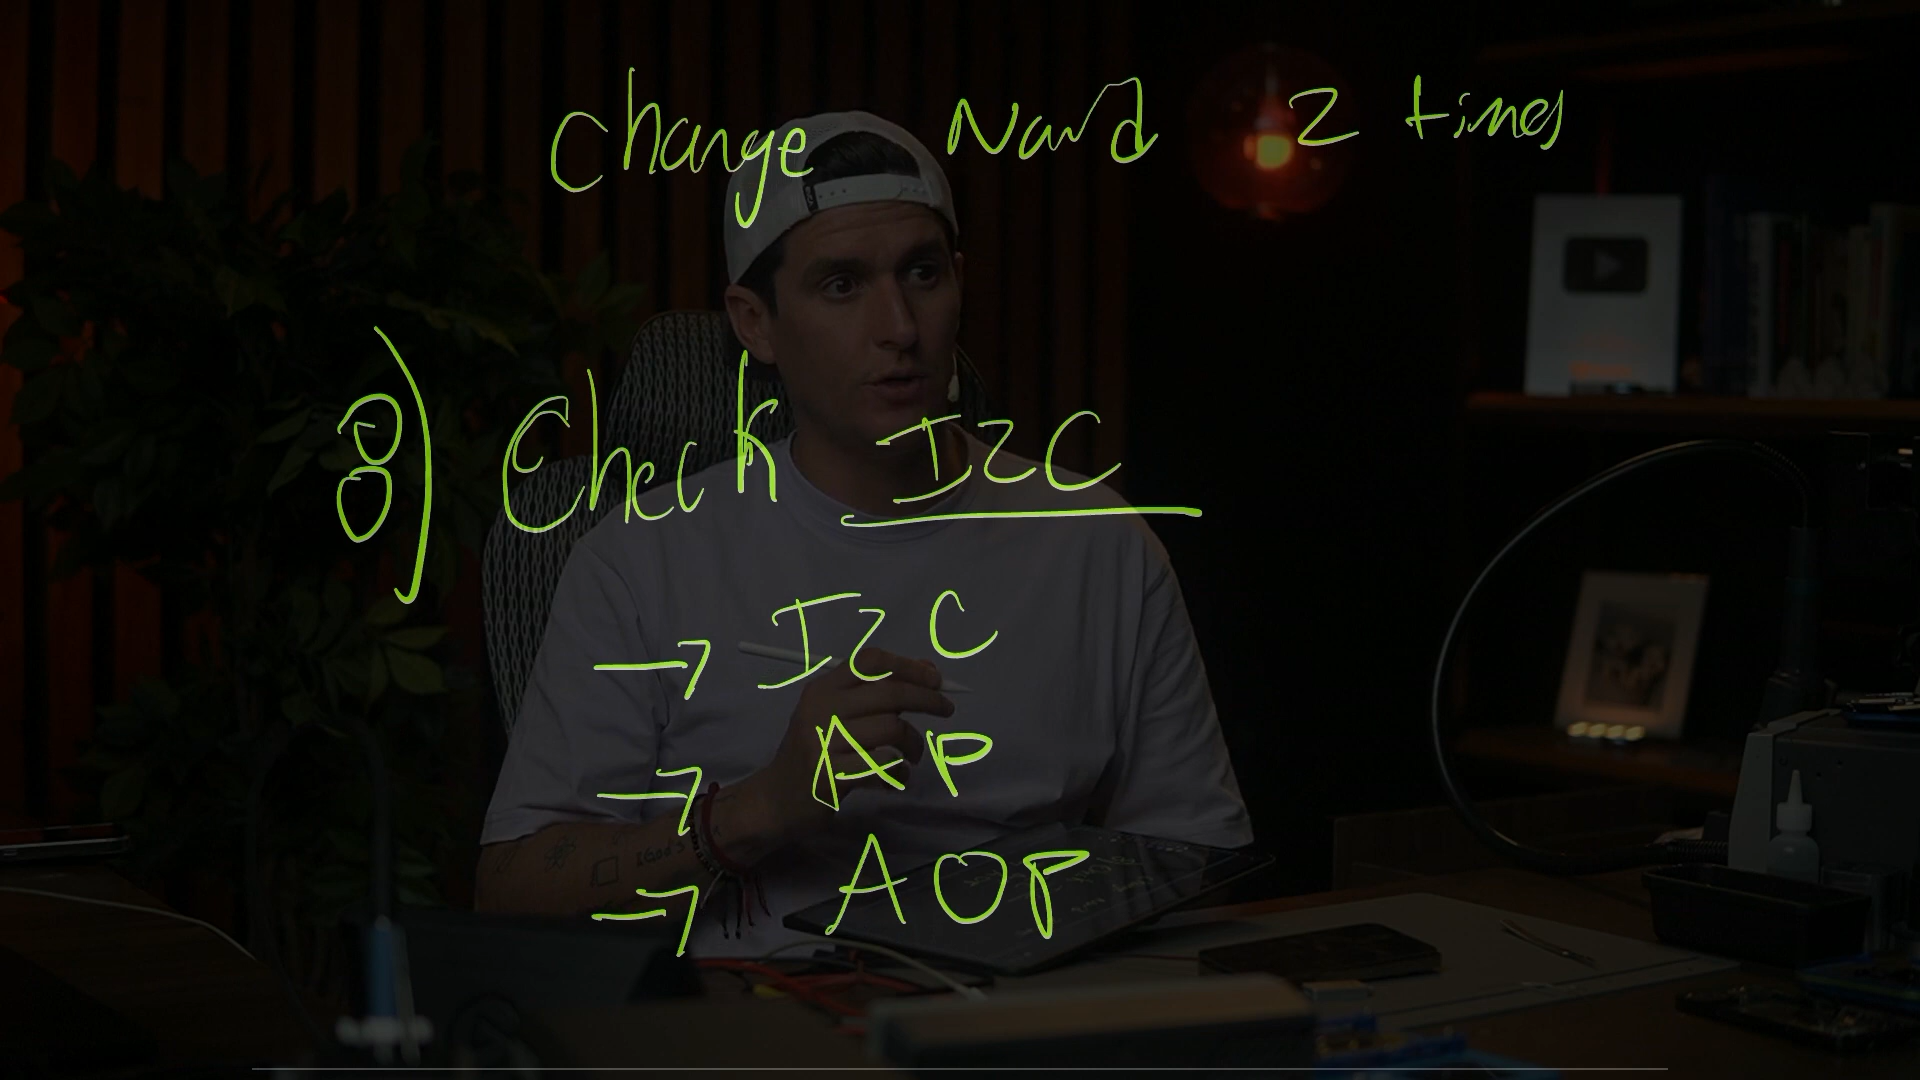 Change Nand 2 times
8) Check I2C
→ I2C
→ AP
→ AOP